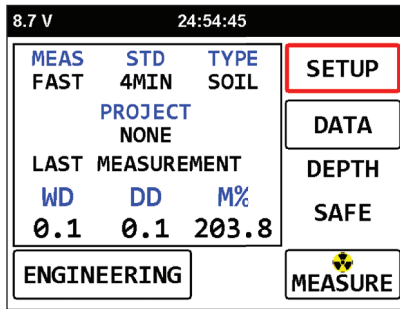 8.7 V 24:54:45
MEAS STD TYPE
FAST 4MIN SOIL
PROJECT
NONE
LAST MEASUREMENT
WD DD M%
0.1 0.1 203.8
ENGINEERING
SETUP
DATA
DEPTH
SAFE
MEASURE